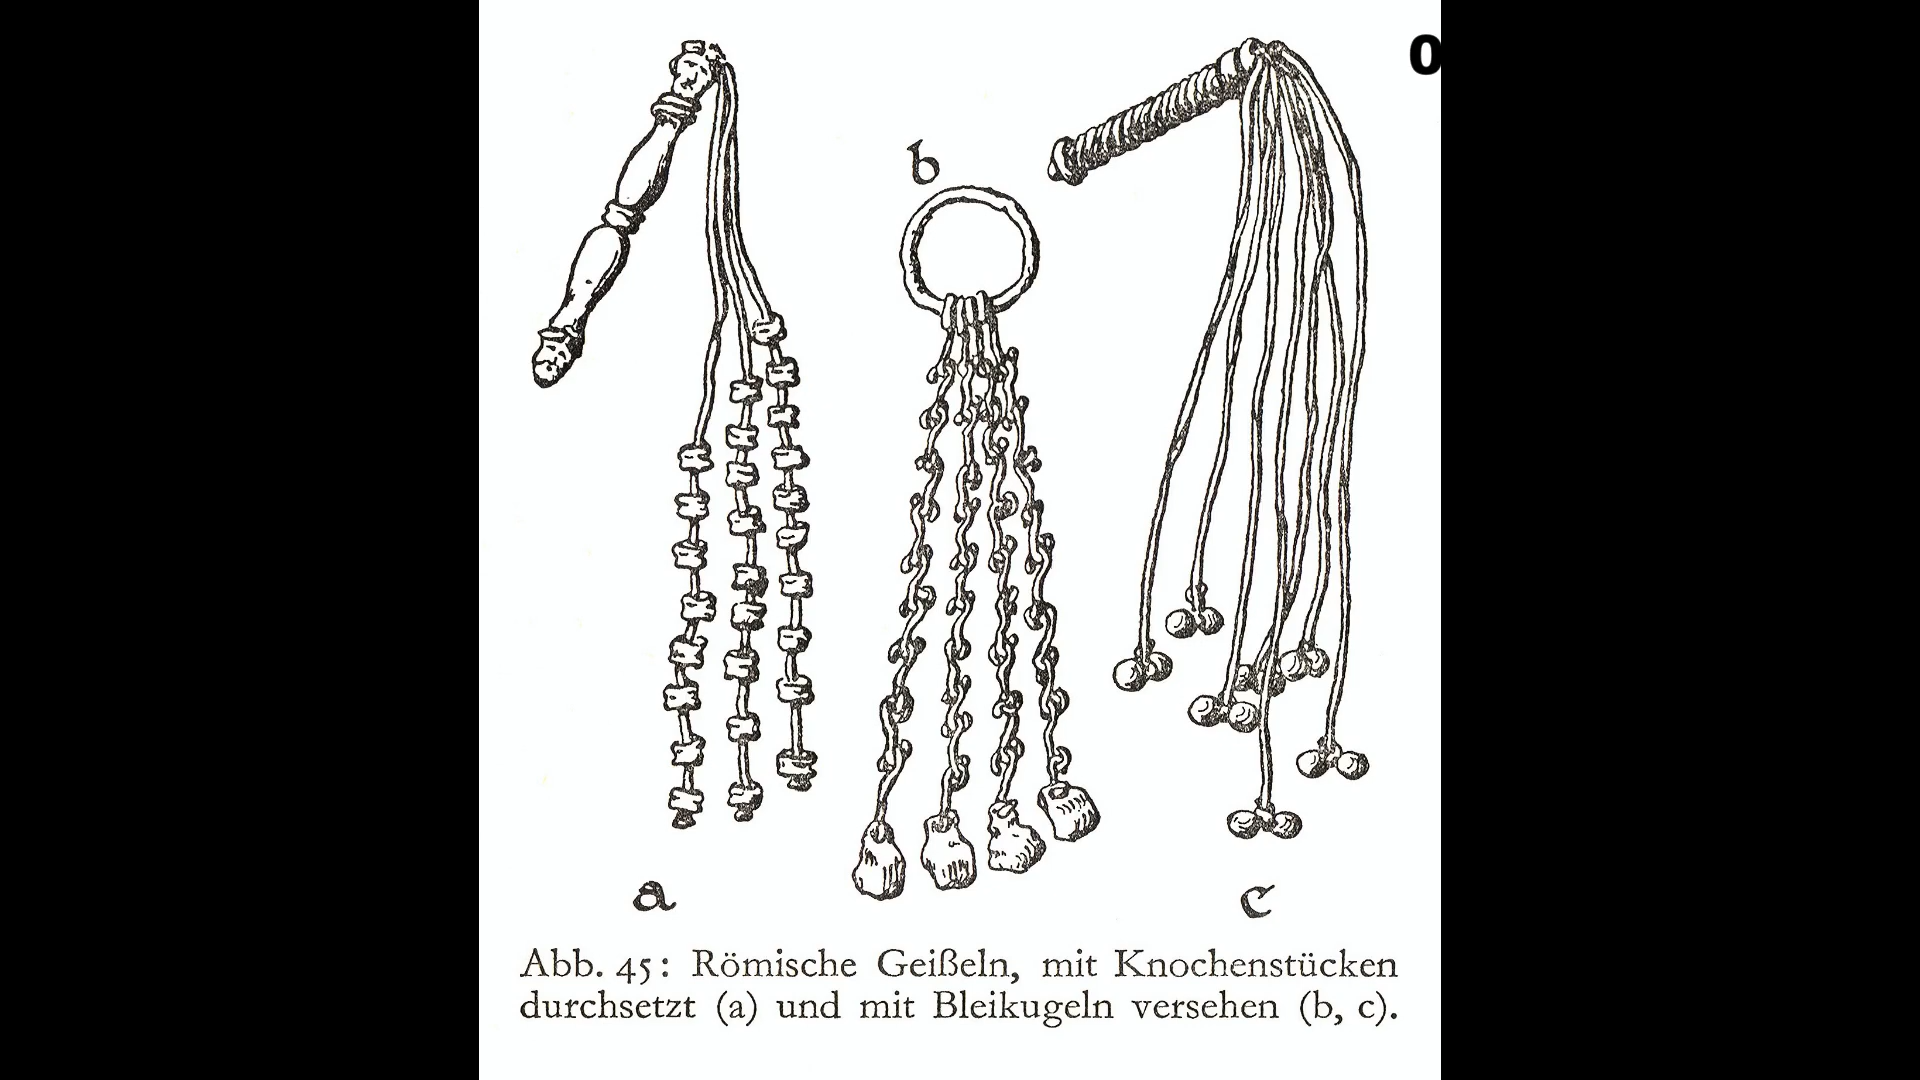 0
b
a
c
Abb. 45: Römische Geißeln, mit Knochenstücken
durchsetzt (a) und mit Bleikugeln versehen (b, c).